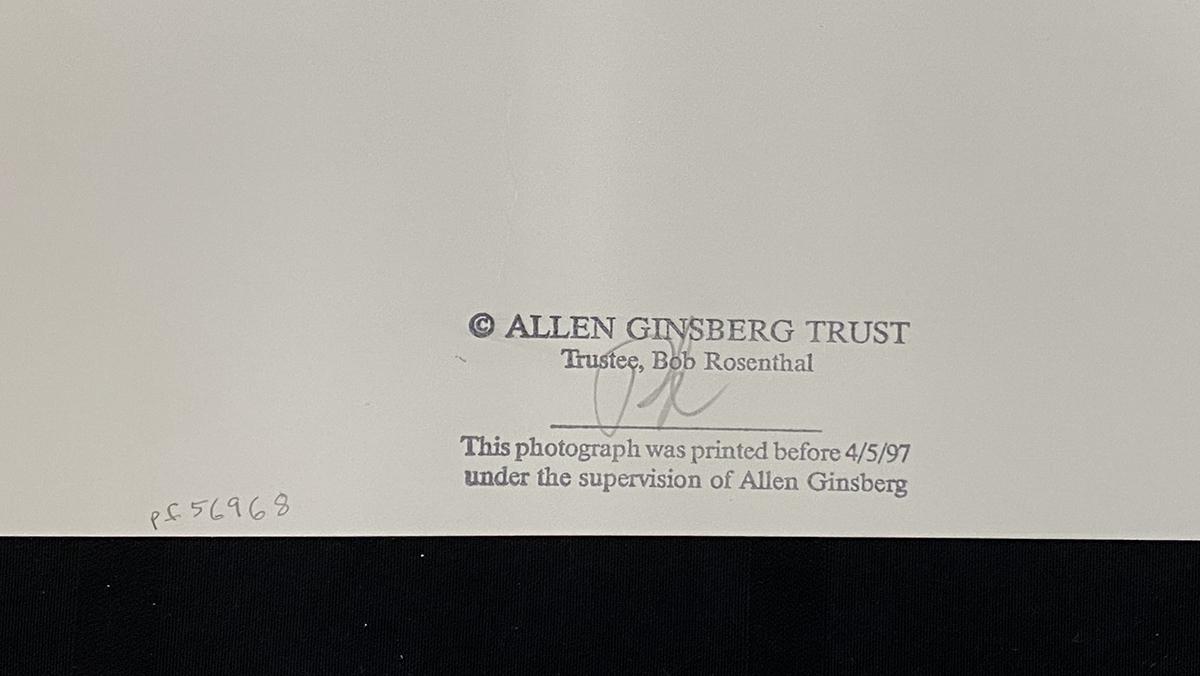 © ALLEN GINSBERG TRUST
Trustee, Bob Rosenthal
This photograph was printed before 4/5/97
under the supervision of Allen Ginsberg
pf 56968